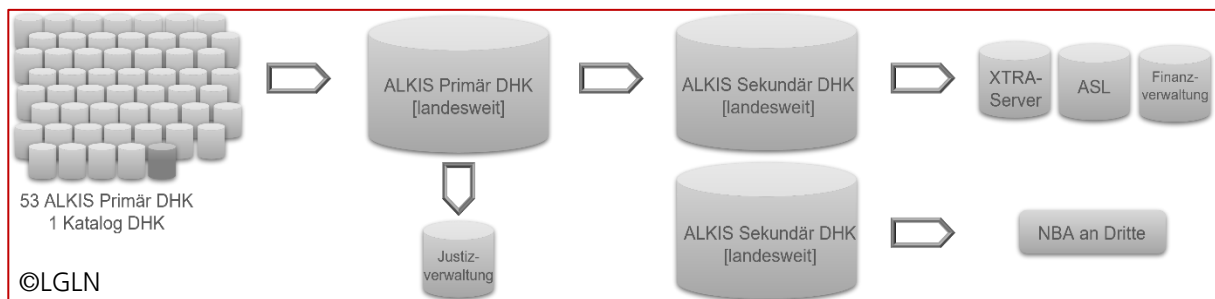 53 ALKIS Primär DHK
1 Katalog DHK
ALKIS Primär DHK
[landesweit]
Justiz-
verwaltung
ALKIS Sekundär DHK
[landesweit]
XTRA-
Server
ASL
Finanz-
verwaltung
ALKIS Sekundär DHK
[landesweit]
NBA an Dritte
©LGLN